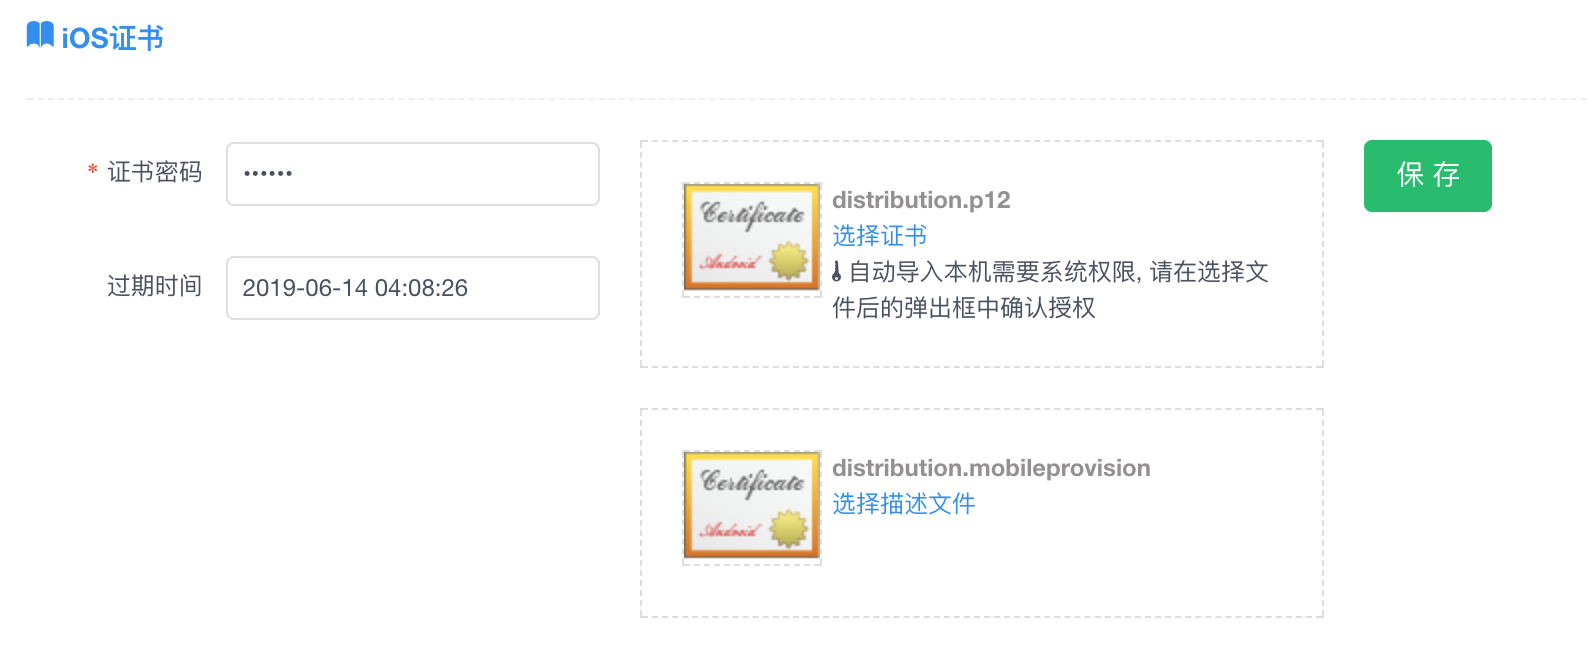 iOS证书
* 证书密码
••••••
过期时间
2019-06-14 04:08:26
Certificate
Android
distribution.p12
选择证书
自动导入本机需要系统权限, 请在选择文
件后的弹出框中确认授权
Certificate
Android
distribution.mobileprovision
选择描述文件
保 存